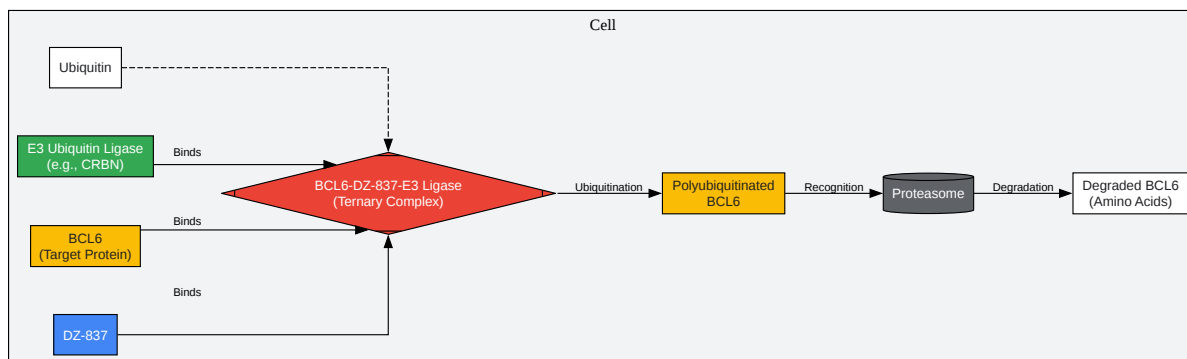 Cell
Ubiquitin
E3 Ubiquitin Ligase
(e.g., CRBN)
Binds
BCL6-DZ-837-E3 Ligase
(Ternary Complex)
Ubiquitination
Polyubiquitinated
BCL6
Recognition
Proteasome
Degradation
Degraded BCL6
(Amino Acids)
Binds
BCL6
(Target Protein)
Binds
DZ-837